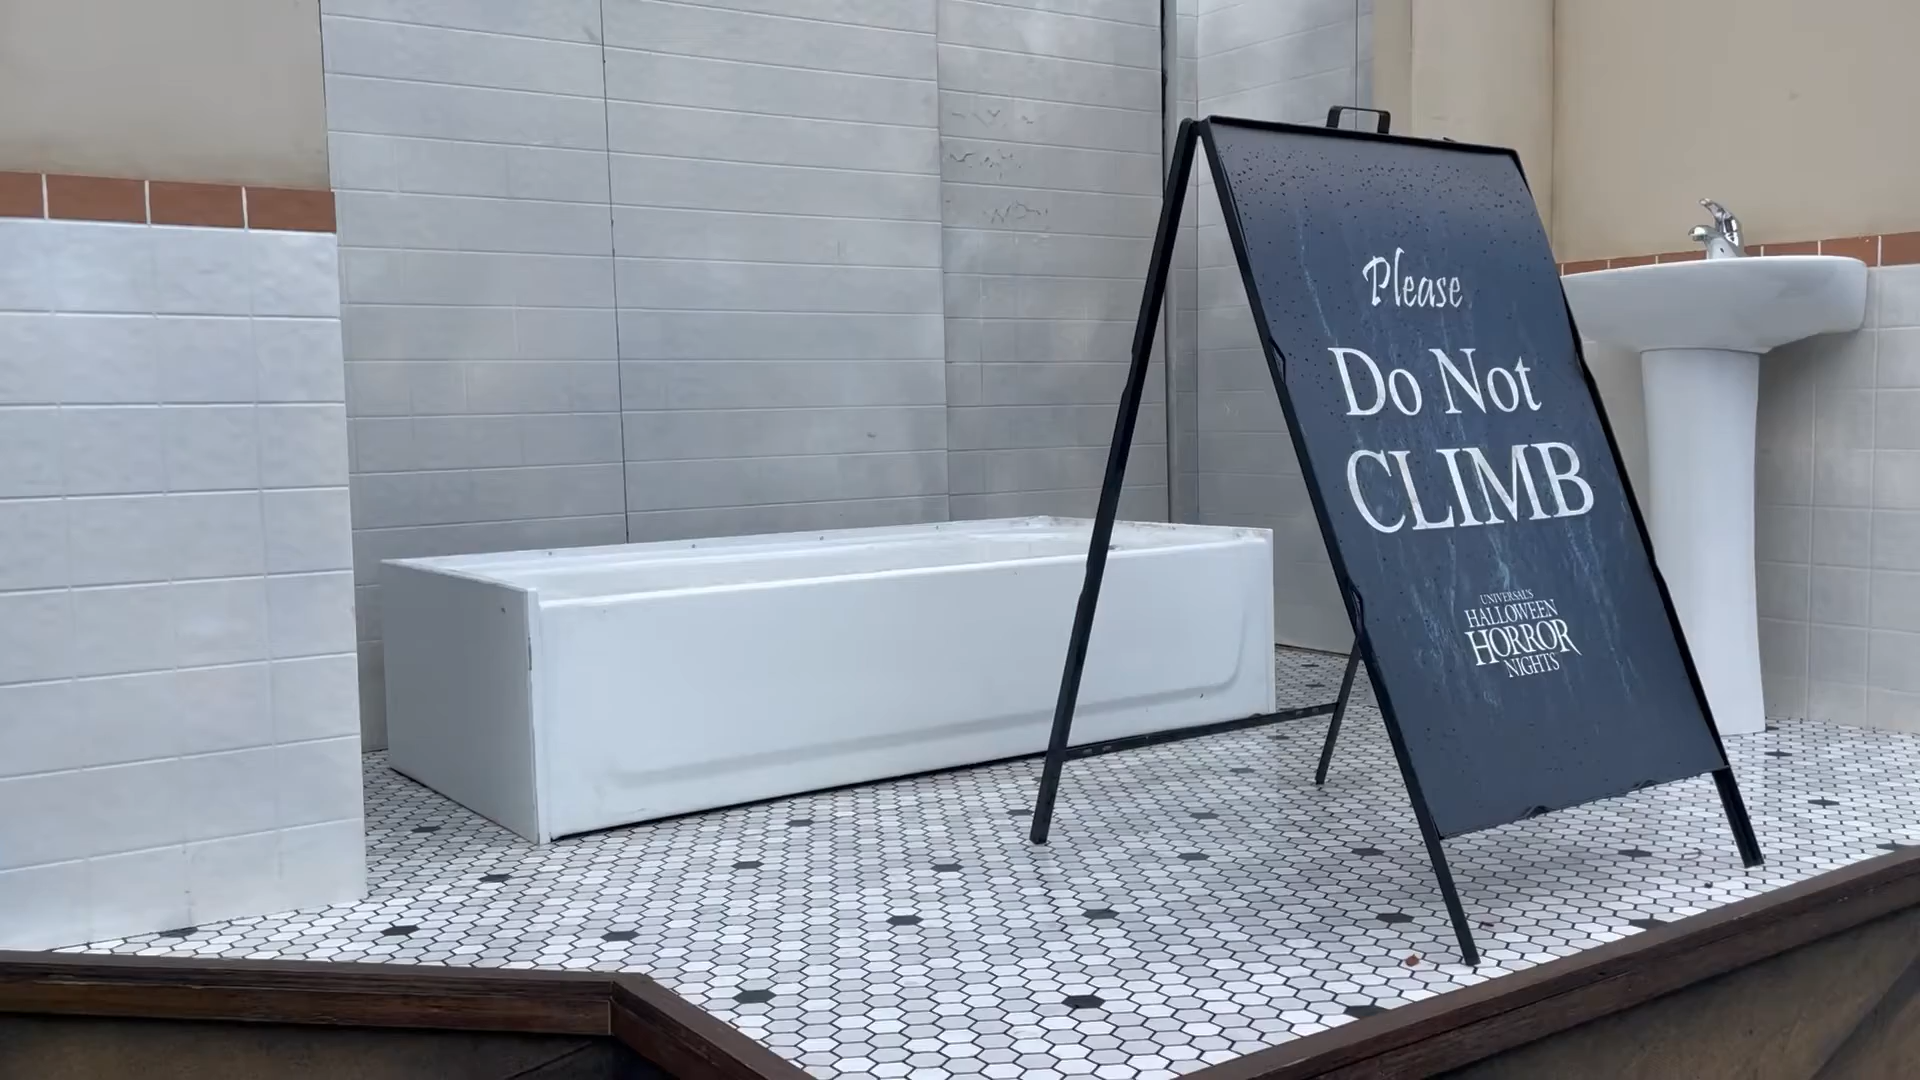 Please
Do Not
CLIMB
UNIVERSAL'S
HALLOWEEN
HORROR
NIGHTS